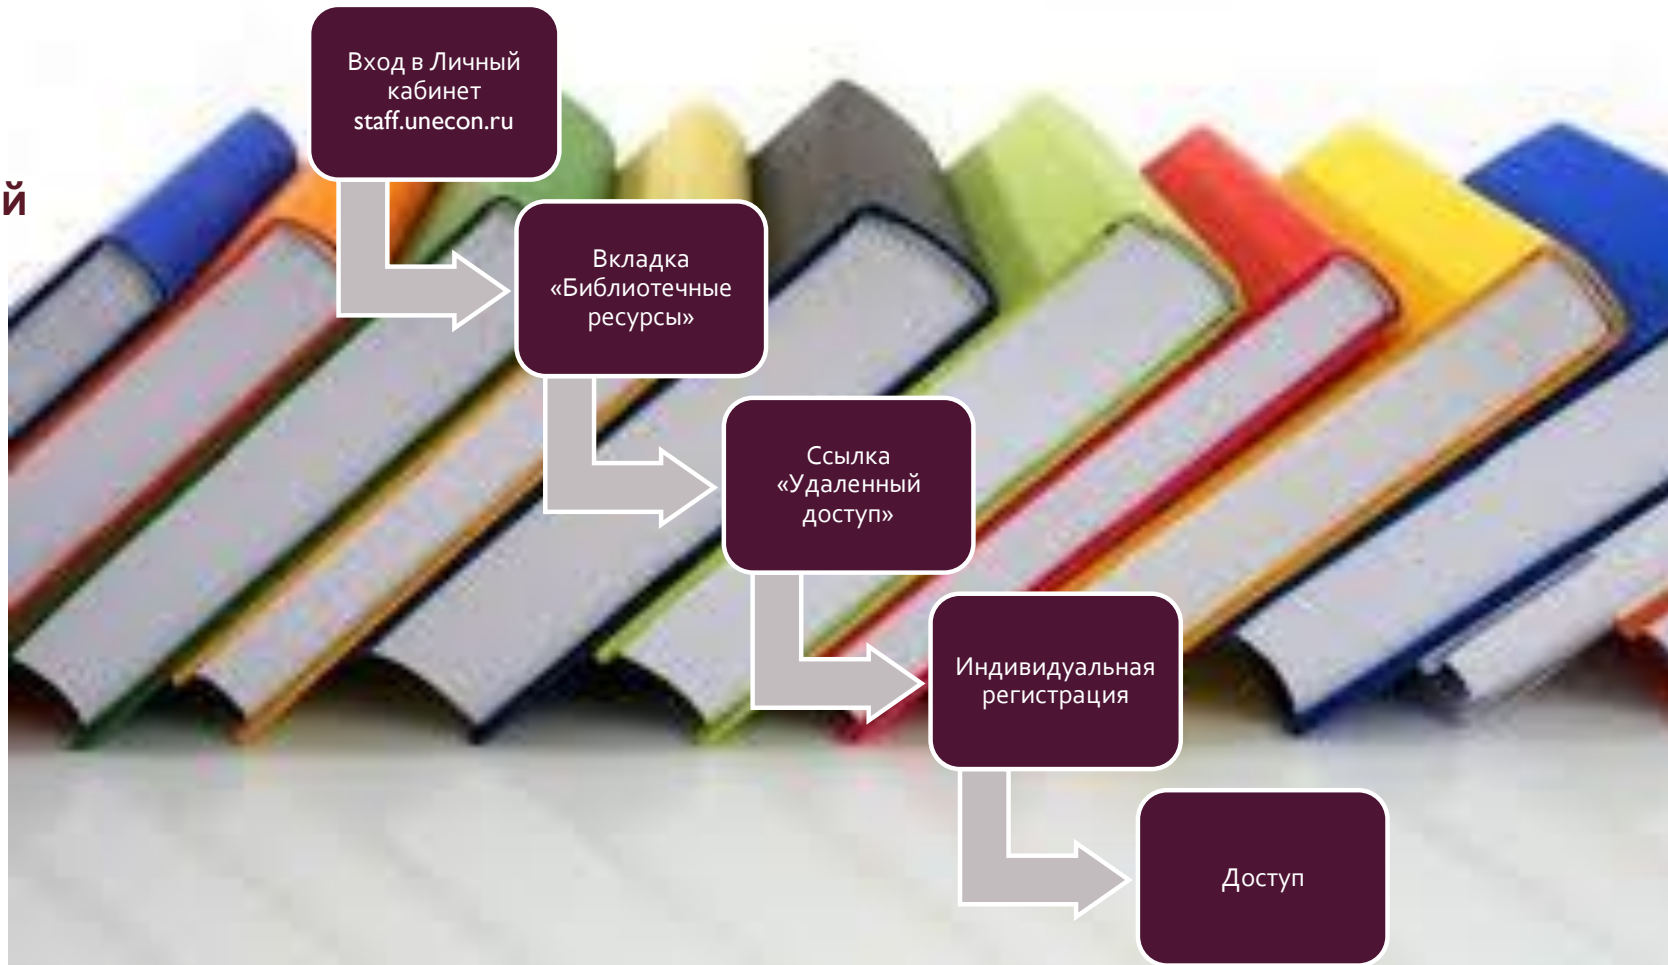 Вход в Личный
кабинет
staff.unecon.ru
й
Вкладка
«Библиотечные
ресурсы»
Ссылка
«Удаленный
доступ»
Индивидуальная
регистрация
Доступ